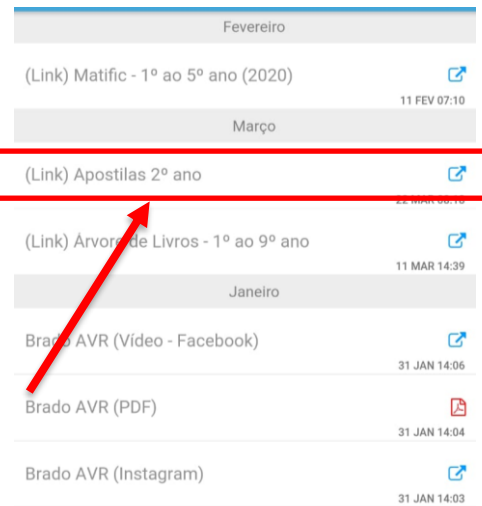 Fevereiro
(Link) Matific - 1º ao 5º ano (2020)
11 FEV 07:10
Março
(Link) Apostilas 2º ano
22 MAR
(Link) Árvore de Livros - 1º ao 9º ano
11 MAR 14:39
Janeiro
Brado AVR (Vídeo - Facebook)
31 JAN 14:06
Brado AVR (PDF)
31 JAN 14:04
Brado AVR (Instagram)
31 JAN 14:03